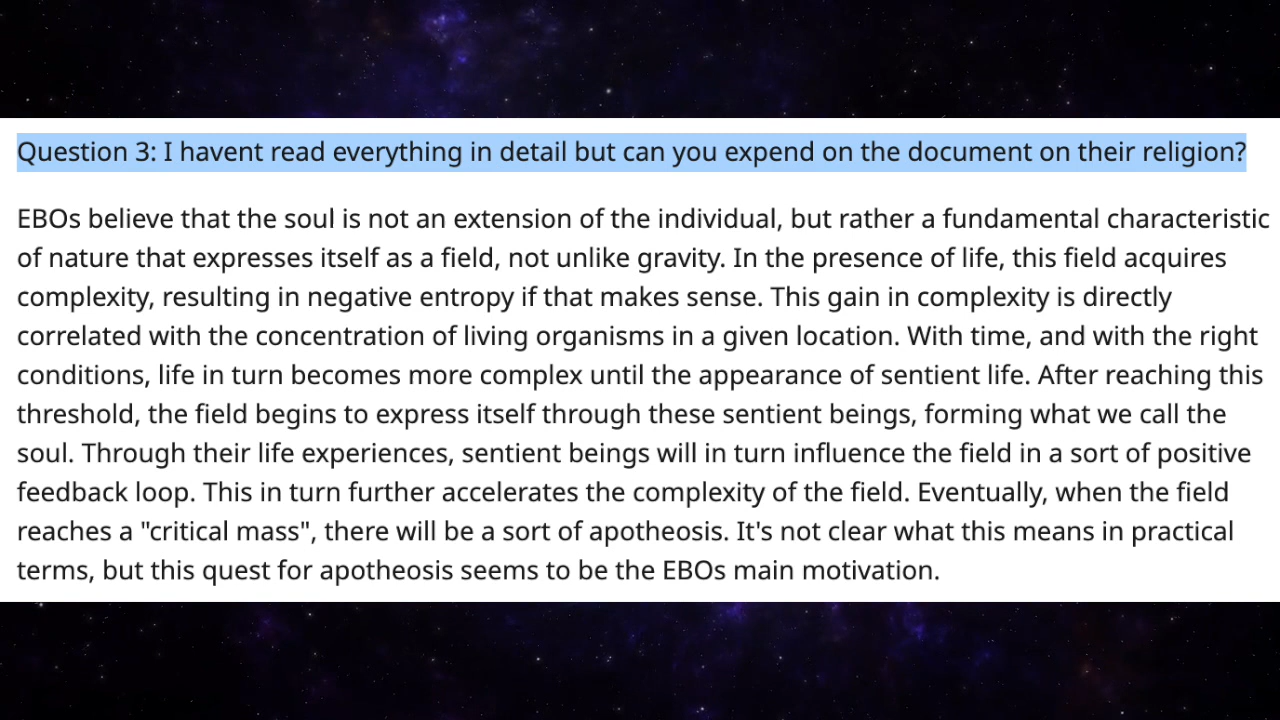 Question 3: I havent read everything in detail but can you expend on the document on their religion?
EBOs believe that the soul is not an extension of the individual, but rather a fundamental characteristic
of nature that expresses itself as a field, not unlike gravity. In the presence of life, this field acquires
complexity, resulting in negative entropy if that makes sense. This gain in complexity is directly
correlated with the concentration of living organisms in a given location. With time, and with the right
conditions, life in turn becomes more complex until the appearance of sentient life. After reaching this
threshold, the field begins to express itself through these sentient beings, forming what we call the
soul. Through their life experiences, sentient beings will in turn influence the field in a sort of positive
feedback loop. This in turn further accelerates the complexity of the field. Eventually, when the field
reaches a "critical mass", there will be a sort of apotheosis. It's not clear what this means in practical
terms, but this quest for apotheosis seems to be the EBOs main motivation.